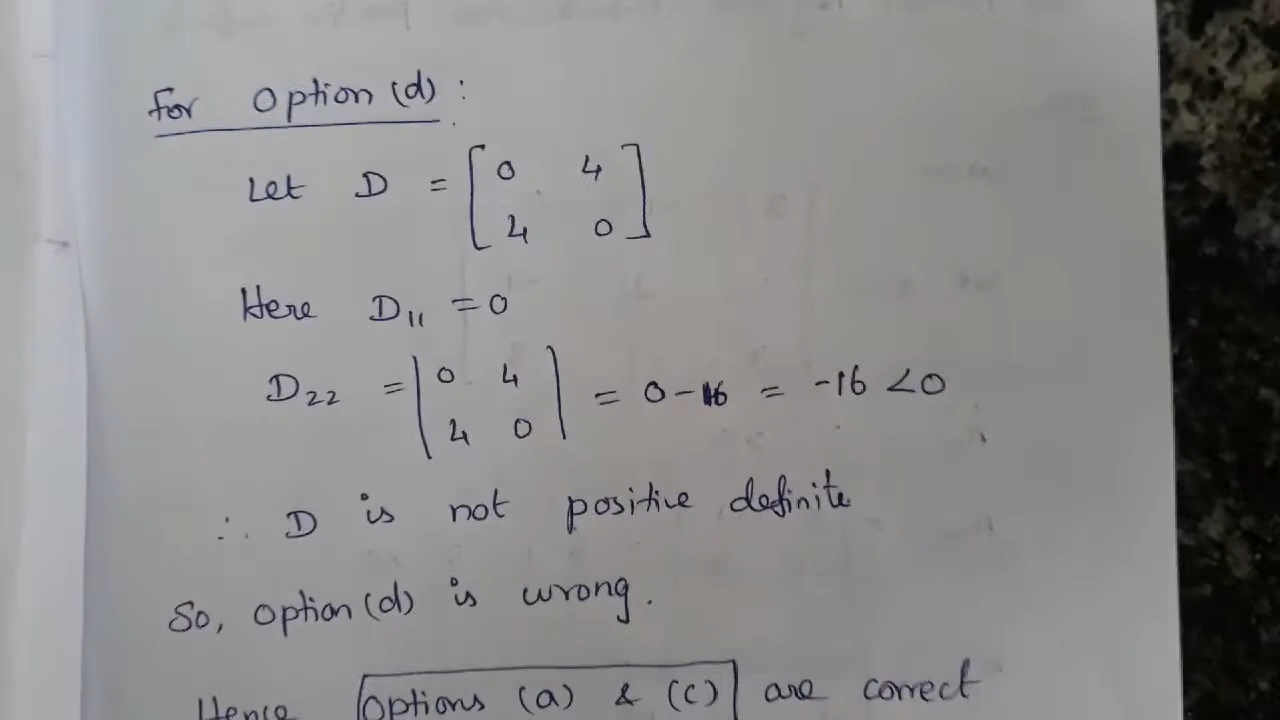 For Option (d) :
Let D = [ 0 4
4 0 ]
Here D₁₁ = 0
D₂₂ = | 0 4
4 0 | = 0 - 16 = -16 < 0
∴ D is not positive definite
So, option (d) is wrong.
Hence options (a) & (c) are correct